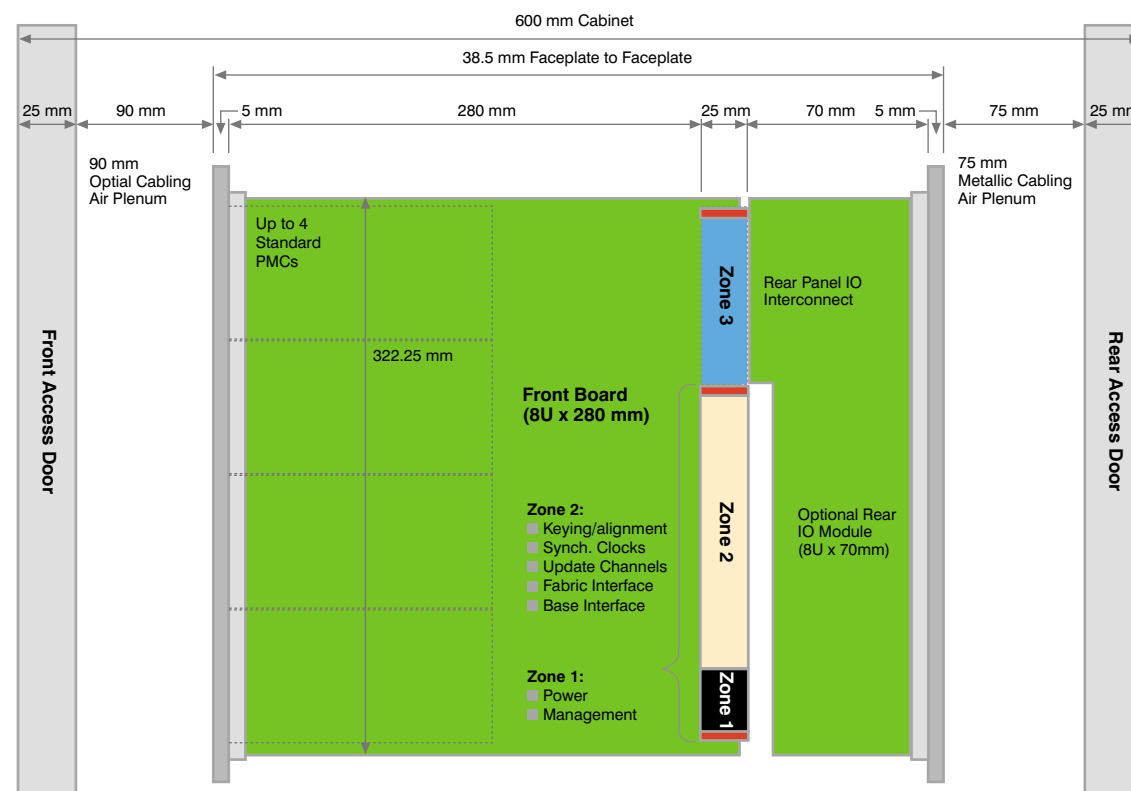 600 mm Cabinet
38.5 mm Faceplate to Faceplate
25 mm
90 mm
5 mm
280 mm
25 mm
70 mm
5 mm
75 mm
25 mm
90 mm
Optial Cabling
Air Plenum
75 mm
Metallic Cabling
Air Plenum
Up to 4
Standard
PMCs
Zone 3
Rear Panel IO
Interconnect
Front Access Door
Rear Access Door
322.25 mm
Front Board
(8U x 280 mm)
Zone 2:
Keying/alignment
Synch. Clocks
Update Channels
Fabric Interface
Base Interface
Zone 2
Optional Rear
IO Module
(8U x 70mm)
Zone 1:
Power
Management
Zone 1